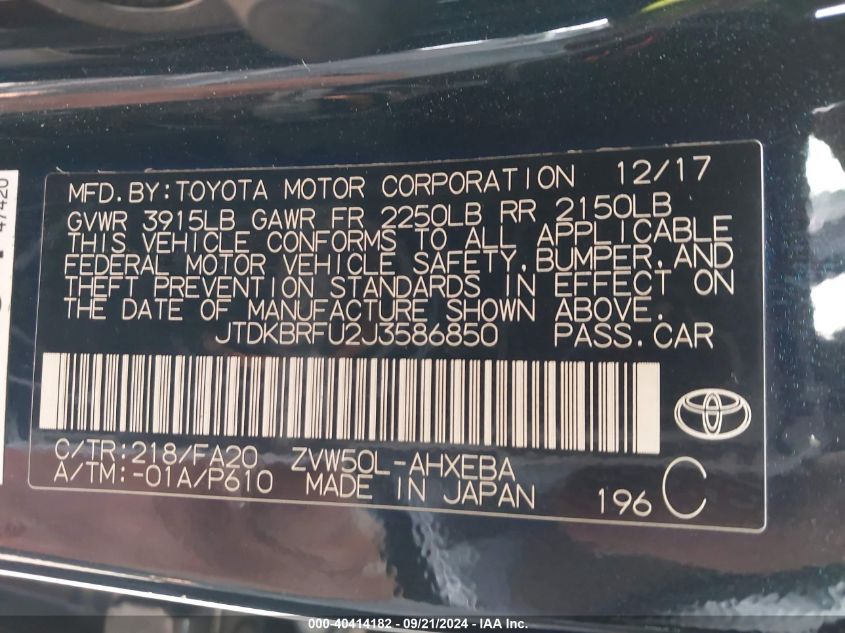 47420
MFD.BY:TOYOTA MOTOR CORPORATION 12/17
GVWR 3915LB GAWR FR 2250LB RR 2150LB
THIS VEHICLE CONFORMS TO ALL APPLICABLE
FEDERAL MOTOR VEHICLE SAFETY,BUMPER,AND
THEFT PREVENTION STANDARDS IN EFFECT ON
THE DATE OF MANUFACTURE SHOWN ABOVE.
JTDKBRFU2J3586850 PASS.CAR
C/TR:218/FA20 ZVW50L-AHXEBA
A/TM:-01A/P610 MADE IN JAPAN
196 C
000 - 40414182 - 09/21/2024 - IAA Inc.